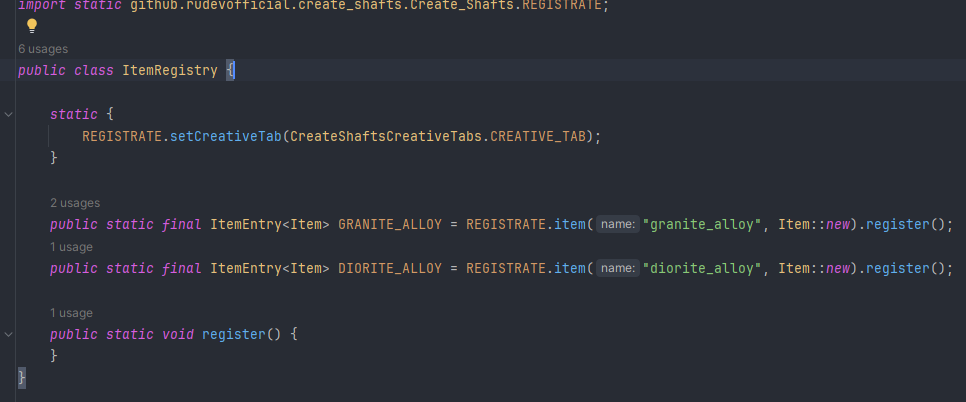 import static github.rudevofficial.create_shafts.Create_Shafts.REGISTRATE;
6 usages
public class ItemRegistry {
static {
REGISTRATE.setCreativeTab(CreateShaftsCreativeTabs.CREATIVE_TAB);
}
2 usages
public static final ItemEntry<Item> GRANITE_ALLOY = REGISTRATE.item( name: "granite_alloy", Item::new).register();
1 usage
public static final ItemEntry<Item> DIORITE_ALLOY = REGISTRATE.item( name: "diorite_alloy", Item::new).register();
1 usage
public static void register() {
}
}